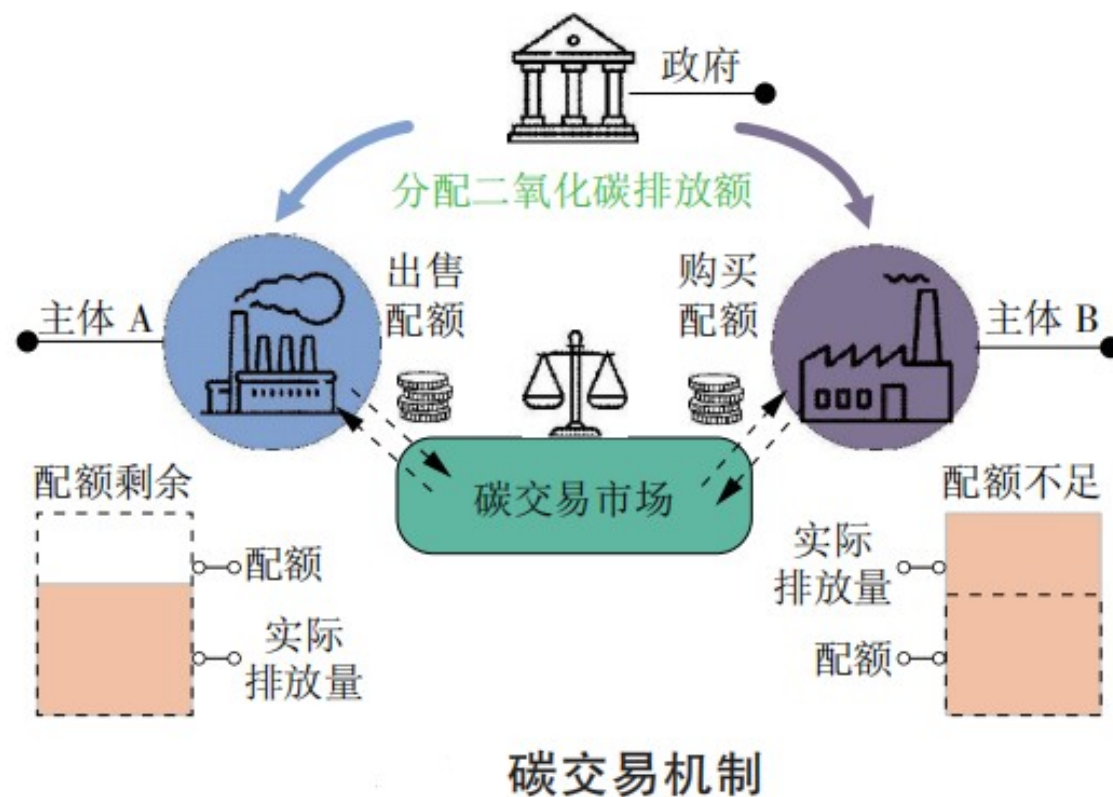 政府
分配二氧化碳排放额
出售
配额
购买
配额
主体 A
主体 B
碳交易市场
配额剩余
配额
实际
排放量
配额不足
实际
排放量
配额
碳交易机制